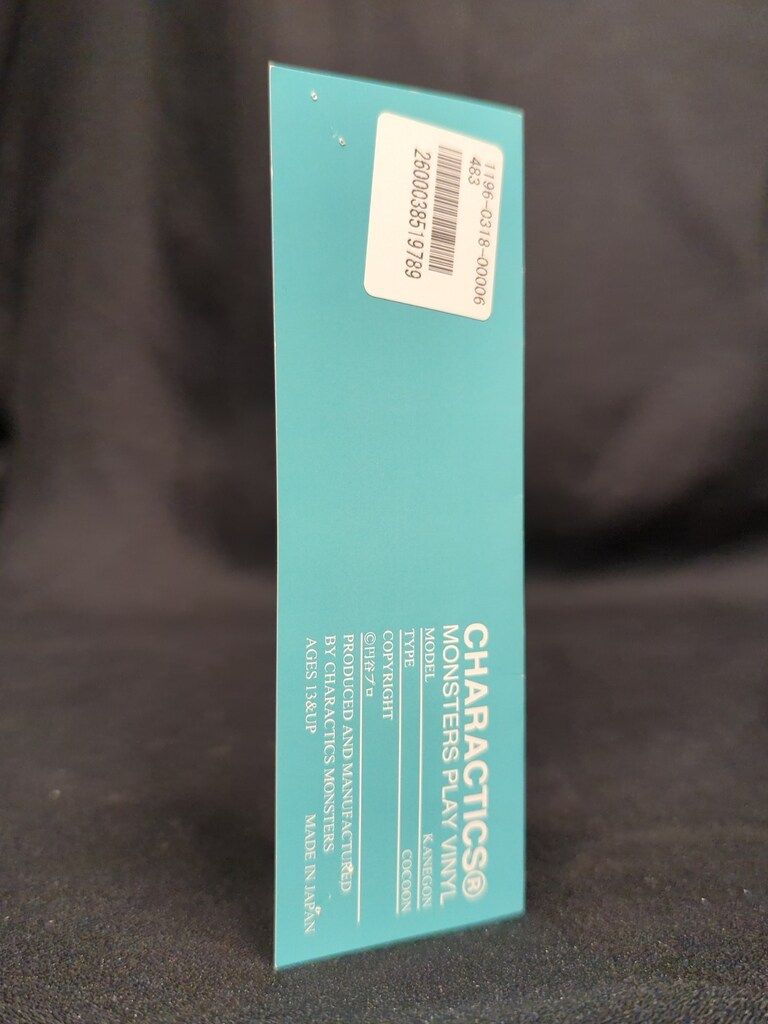 1196-0318-00006
483
2600038519789
CHARACTICS®
MONSTERS PLAY VINYL
MODEL KANEGON
TYPE COCOON
COPYRIGHT
©円谷プロ
PRODUCED AND MANUFACTURED
BY CHARACTICS MONSTERS
AGES 13&UP MADE IN JAPAN